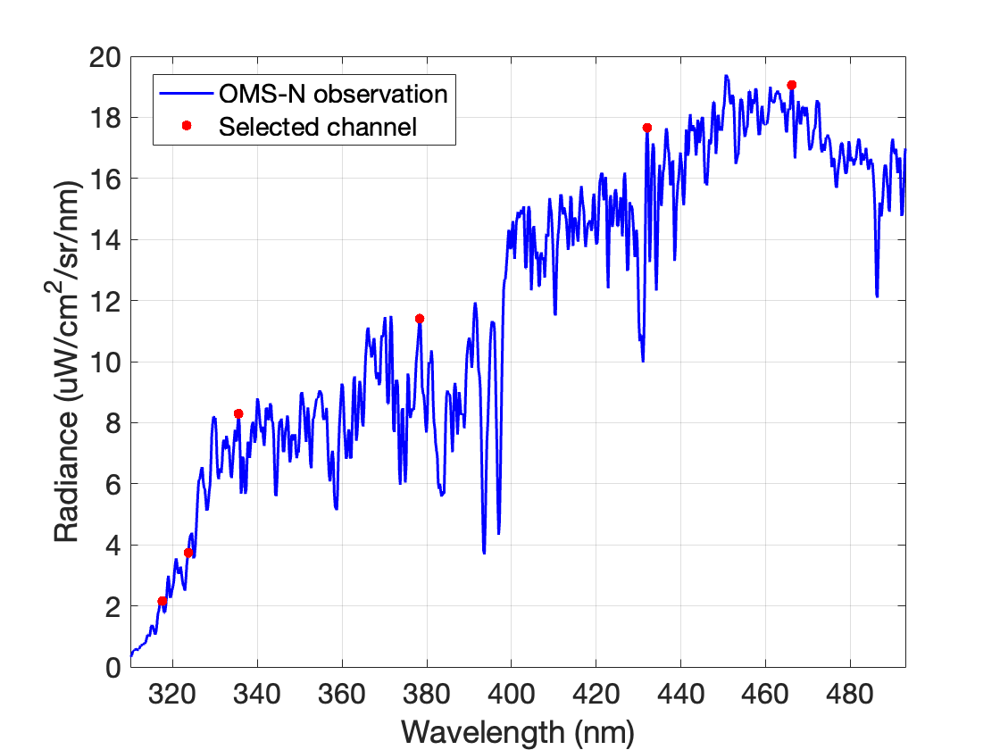 20
18
16
14
12
10
8
6
4
2
0
Radiance (uW/cm²/sr/nm)
OMS-N observation
Selected channel
320 340 360 380 400 420 440 460 480
Wavelength (nm)